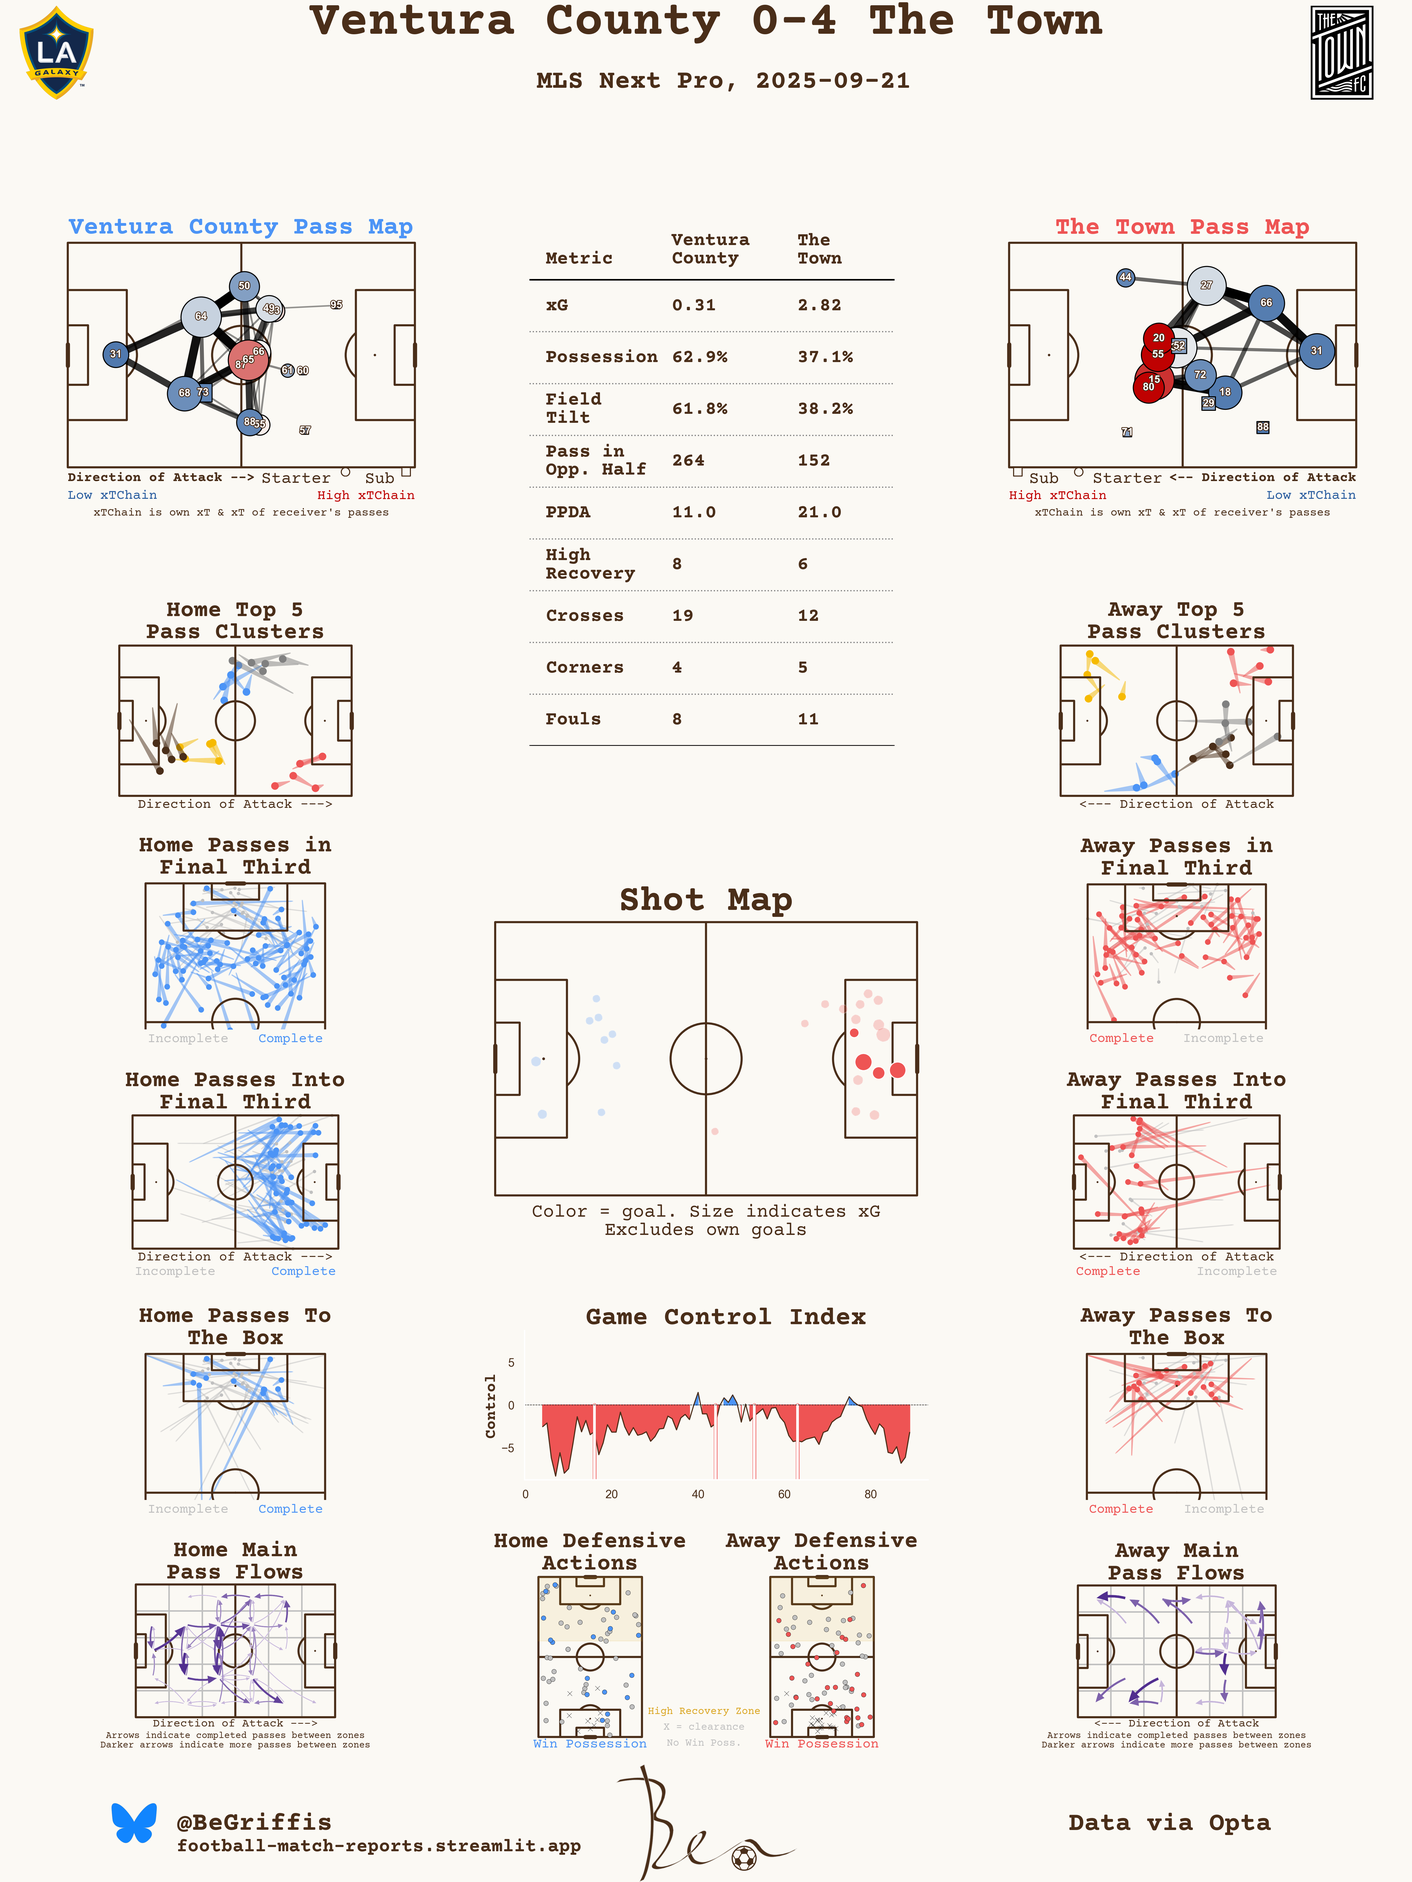 Ventura County 0-4 The Town
MLS Next Pro, 2025-09-21
LA
GALAXY
THE
TOWN
FC
Ventura County Pass Map
50
49
95
64
31
66
65
87
61
60
68
73
88
57
Direction of Attack --> Starter Sub
Low xTChain High xTChain
xTChain is own xT & xT of receiver's passes
Metric Ventura County The Town
xG 0.31 2.82
Possession 62.9% 37.1%
Field Tilt 61.8% 38.2%
Pass in Opp. Half 264 152
PPDA 11.0 21.0
High Recovery 8 6
Crosses 19 12
Corners 4 5
Fouls 8 11
The Town Pass Map
44
27
66
20
52
55
31
15
72
80
18
29
71
88
Sub Starter <-- Direction of Attack
High xTChain Low xTChain
xTChain is own xT & xT of receiver's passes
Home Top 5
Pass Clusters
Direction of Attack --->
Away Top 5
Pass Clusters
<--- Direction of Attack
Home Passes in
Final Third
Incomplete Complete
Away Passes in
Final Third
Complete Incomplete
Shot Map
Color = goal. Size indicates xG
Excludes own goals
Home Passes Into
Final Third
Direction of Attack --->
Incomplete Complete
Away Passes Into
Final Third
<--- Direction of Attack
Complete Incomplete
Home Passes To
The Box
Incomplete Complete
Game Control Index
Control
5
0
−5
0 20 40 60 80
Away Passes To
The Box
Complete Incomplete
Home Main
Pass Flows
Direction of Attack --->
Arrows indicate completed passes between zones
Darker arrows indicate more passes between zones
Home Defensive
Actions
Win Possession
Away Defensive
Actions
Win Possession
High Recovery Zone
X = clearance
No Win Poss.
Away Main
Pass Flows
<--- Direction of Attack
Arrows indicate completed passes between zones
Darker arrows indicate more passes between zones
@BeGriffis
football-match-reports.streamlit.app
Ben
Data via Opta